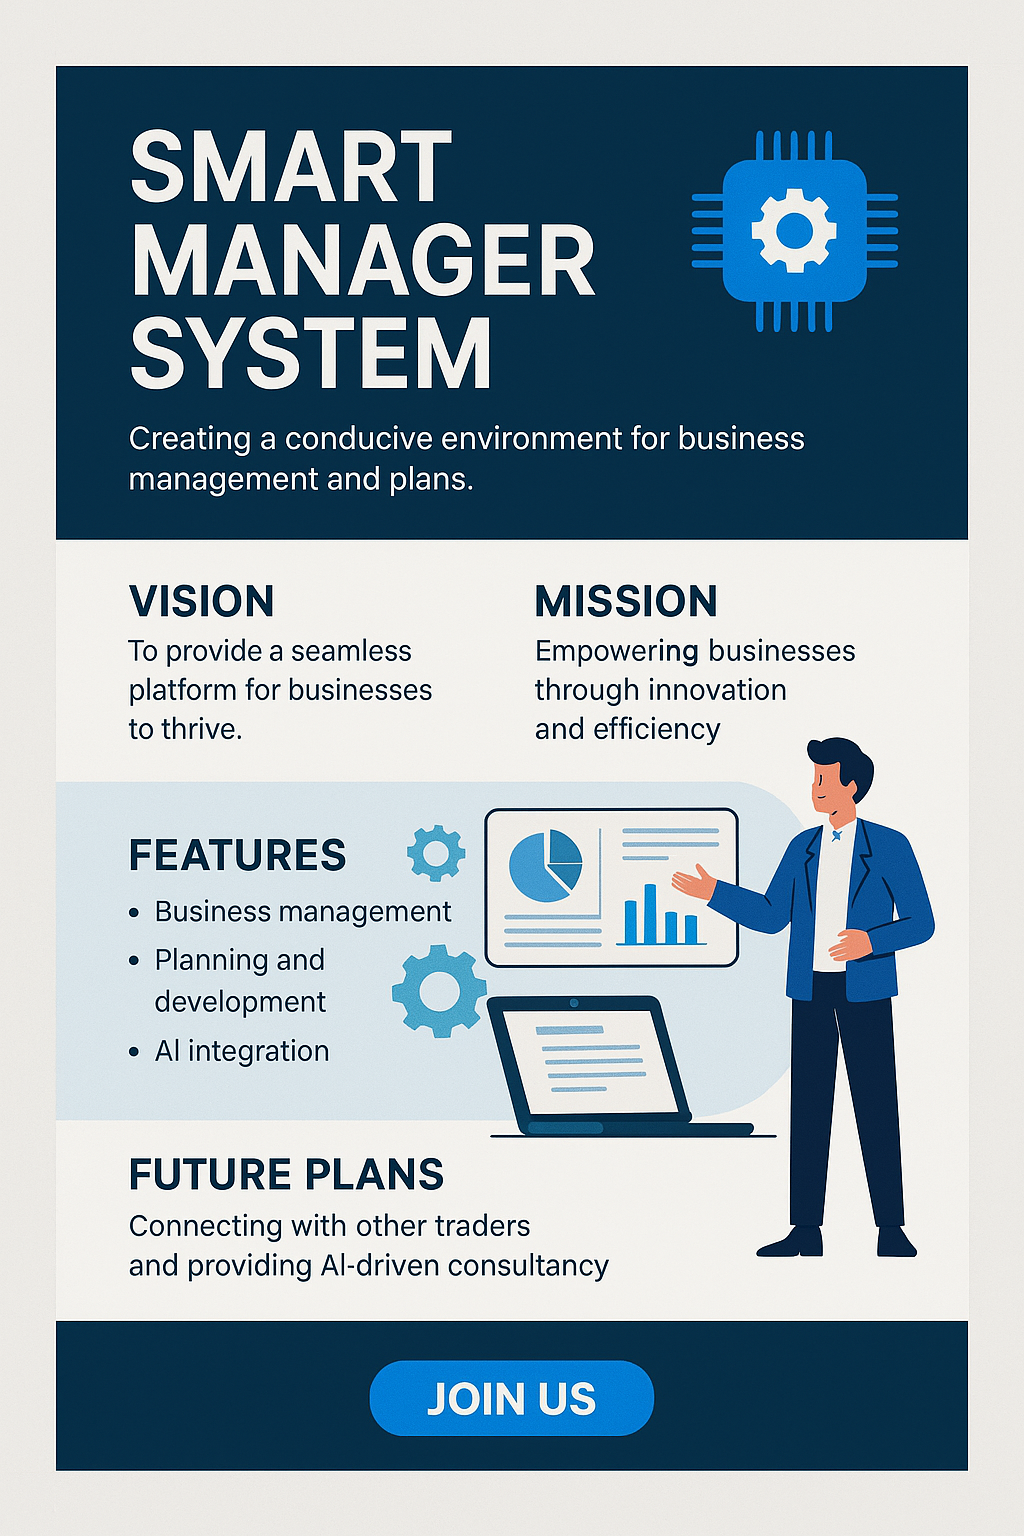 SMART
MANAGER
SYSTEM
Creating a conducive environment for business
management and plans.
VISION
To provide a seamless
platform for businesses
to thrive.
MISSION
Empowering businesses
through innovation
and efficiency
FEATURES
• Business management
• Planning and
development
• AI integration
FUTURE PLANS
Connecting with other traders
and providing AI-driven consultancy
JOIN US